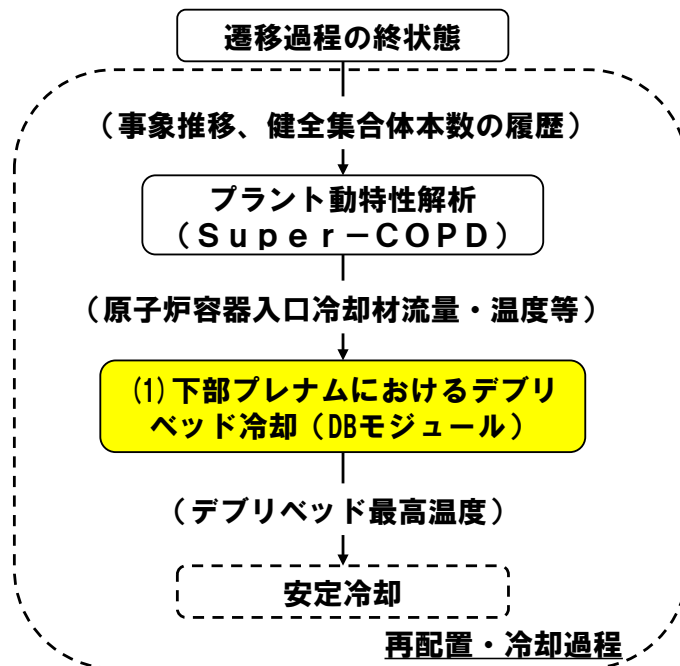 遷移過程の終状態
（事象推移、健全集合体本数の履歴）
プラント動特性解析
（Ｓｕｐｅｒ－ＣＯＰＤ）
（原子炉容器入口冷却材流量・温度等）
(1)下部プレナムにおけるデブリ
ベッド冷却（DBモジュール）
（デブリベッド最高温度）
安定冷却
再配置・冷却過程